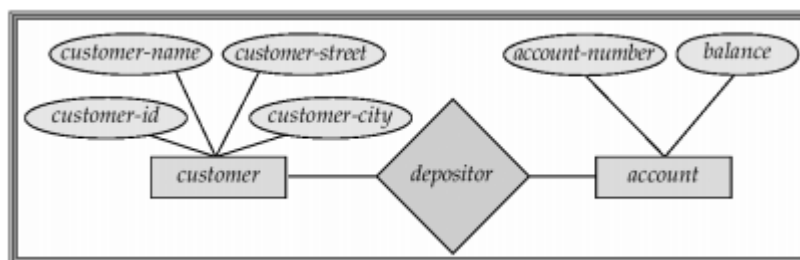 customer-name customer-street account-number balance
customer-id customer-city
customer depositor account